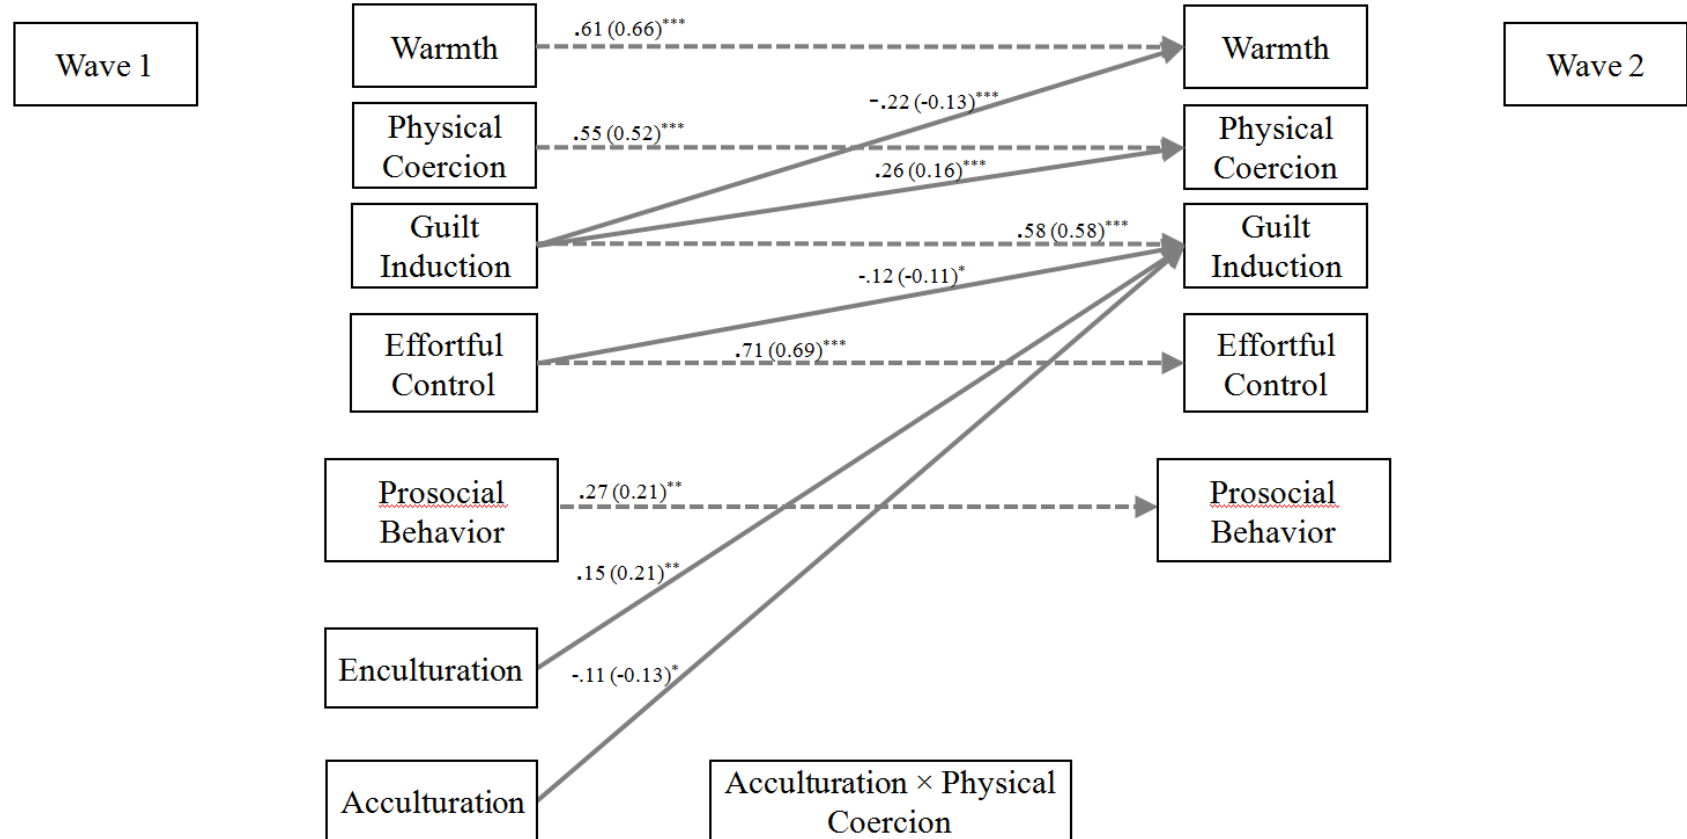 Wave 1
Warmth
.61 (0.66)***
Warmth
Wave 2
-.22 (-0.13)***
Physical
Coercion
.55 (0.52)***
Physical
Coercion
.26 (0.16)***
Guilt
Induction
.58 (0.58)***
Guilt
Induction
-.12 (-0.11)*
Effortful
Control
.71 (0.69)***
Effortful
Control
Prosocial
Behavior
.27 (0.21)**
Prosocial
Behavior
.15 (0.21)**
Enculturation
-.11 (-0.13)*
Acculturation
Acculturation × Physical
Coercion